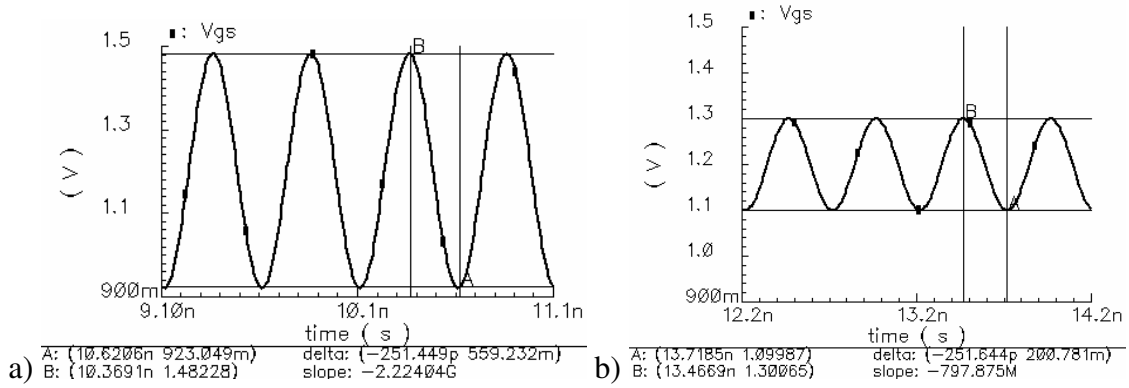 : Vgs
1.5
1.3
1.1
900m
( V )
B
A
9.10n 10.1n 11.1n
time ( s )
A: (10.6206n 923.049m) delta: (-251.449p 559.232m)
B: (10.3691n 1.48228) slope: -2.22404G
a)
: Vgs
1.5
1.4
1.3
1.2
1.1
1.0
900m
( V )
B
A
12.2n 13.2n 14.2n
time ( s )
A: (13.7185n 1.09987) delta: (-251.644p 200.781m)
B: (13.4669n 1.30065) slope: -797.875M
b)